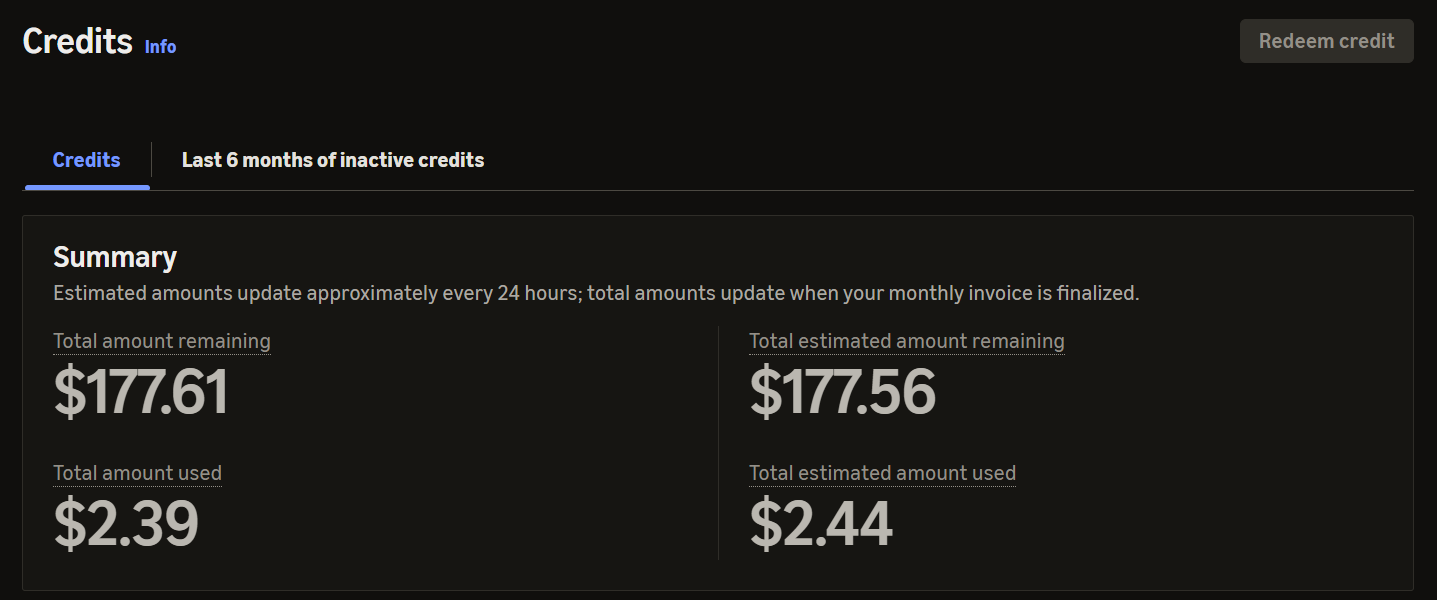 Credits Info
Redeem credit
Credits
Last 6 months of inactive credits
Summary
Estimated amounts update approximately every 24 hours; total amounts update when your monthly invoice is finalized.
Total amount remaining
$177.61
Total estimated amount remaining
$177.56
Total amount used
$2.39
Total estimated amount used
$2.44